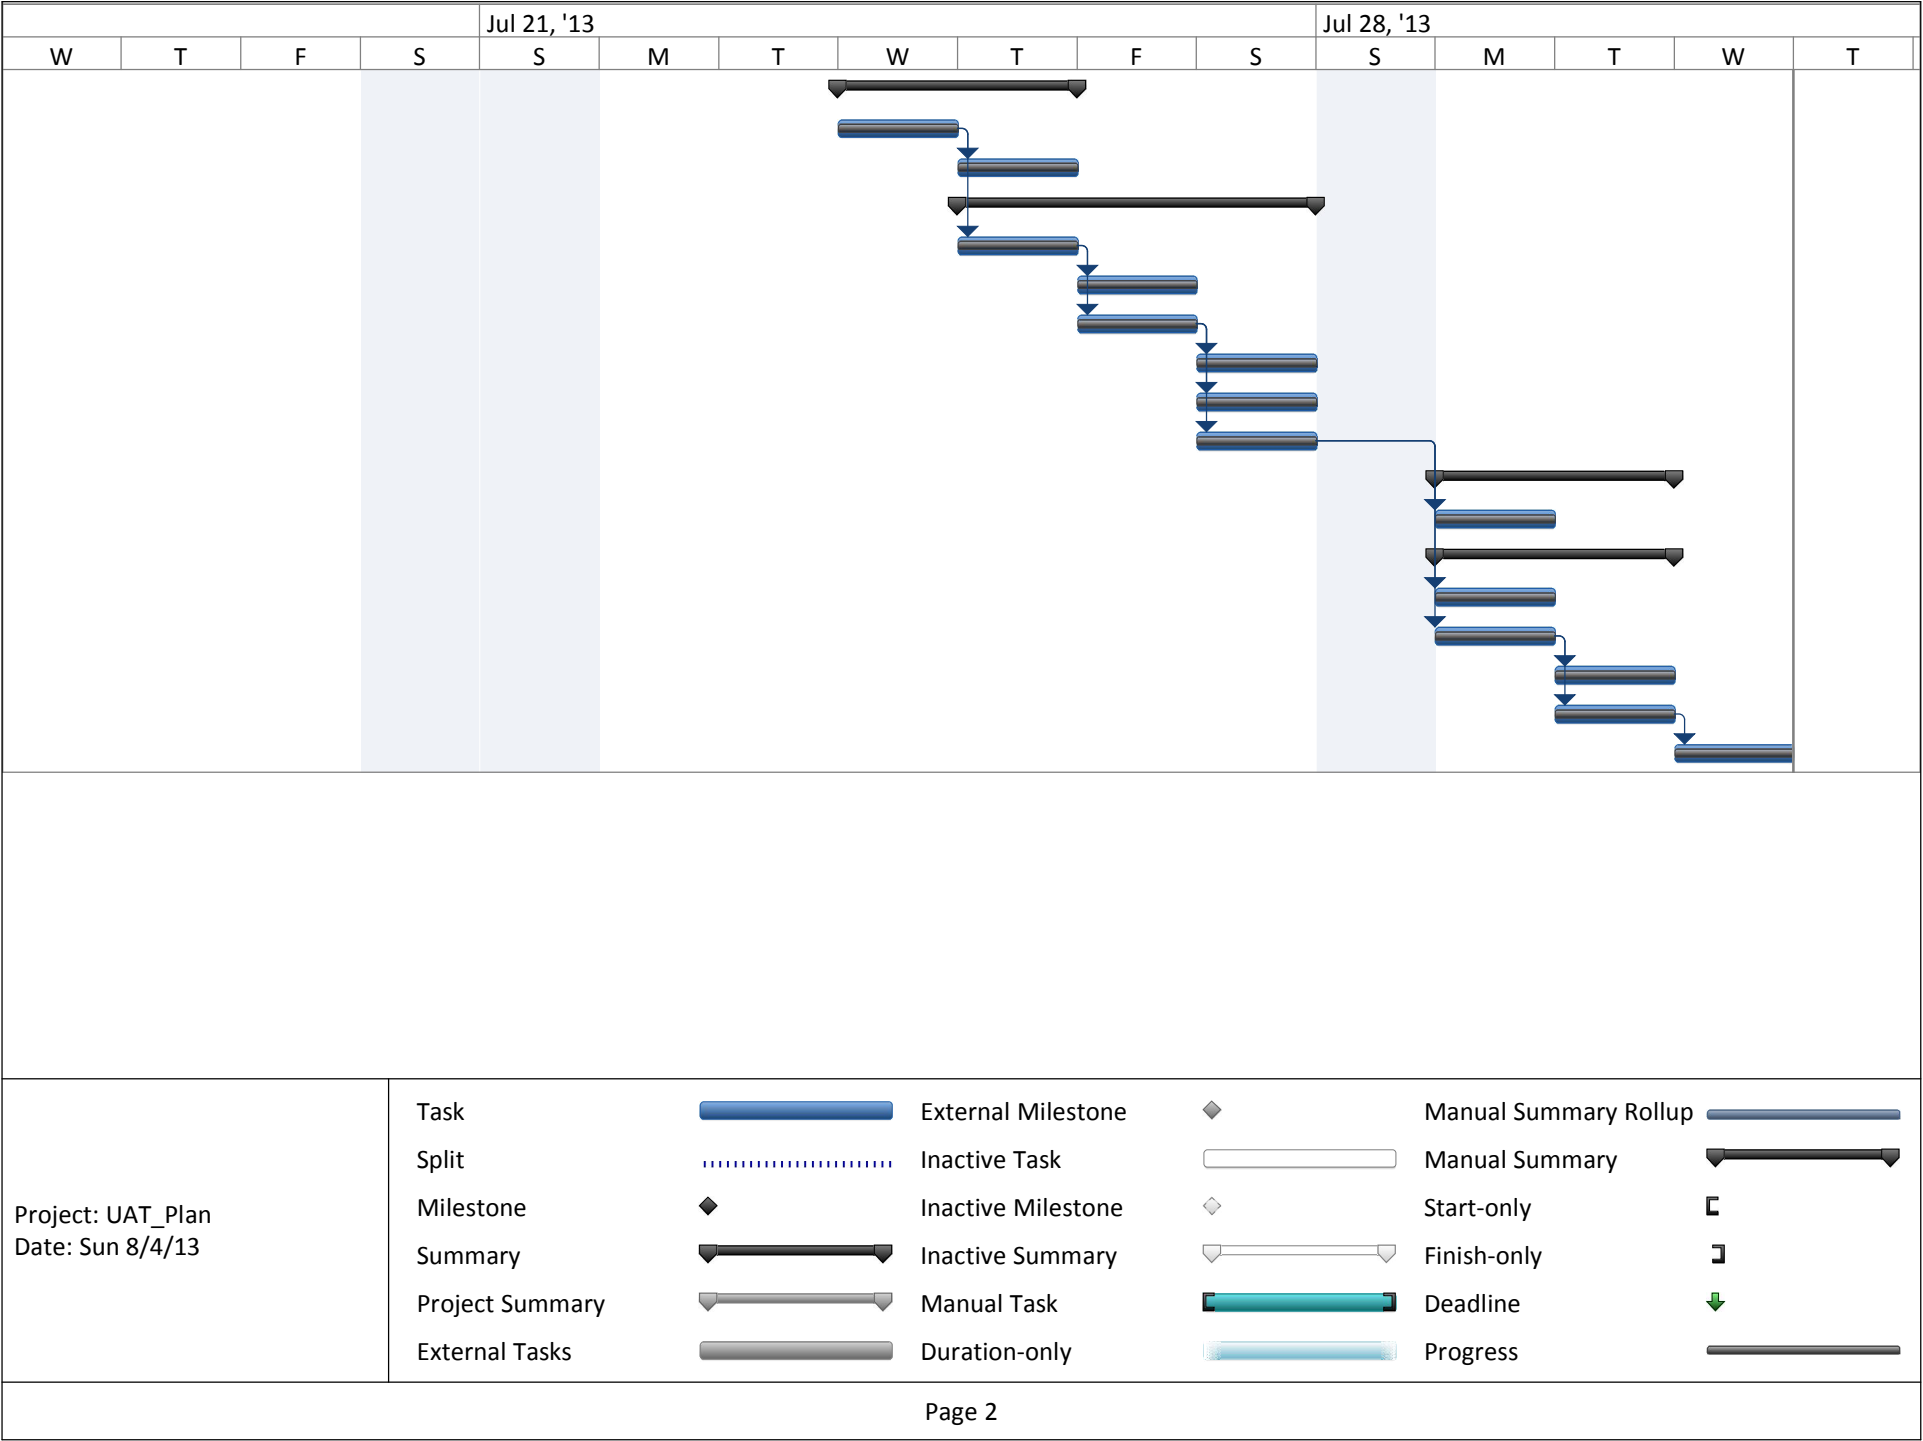 Jul 21, '13 Jul 28, '13
W T F S S M T W T F S S M T W T
Task External Milestone Manual Summary Rollup
Split Inactive Task Manual Summary
Milestone Inactive Milestone Start-only
Project: UAT_Plan
Date: Sun 8/4/13
Summary Inactive Summary Finish-only
Project Summary Manual Task Deadline
External Tasks Duration-only Progress
Page 2